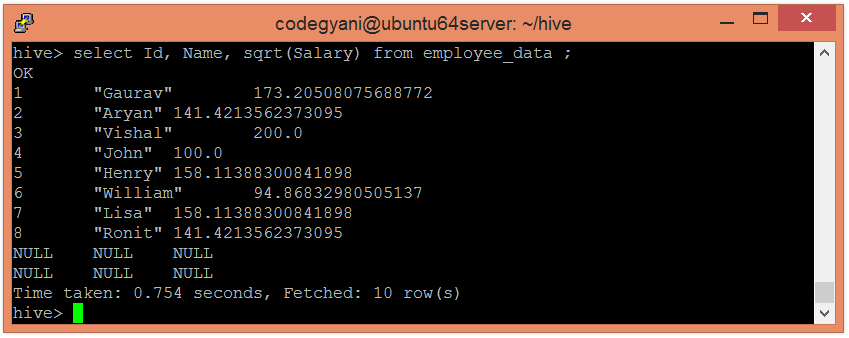 codegyani@ubuntu64server: ~/hive
hive> select Id, Name, sqrt(Salary) from employee_data ;
OK
1 "Gaurav" 173.20508075688772
2 "Aryan" 141.4213562373095
3 "Vishal" 200.0
4 "John" 100.0
5 "Henry" 158.11388300841898
6 "William" 94.86832980505137
7 "Lisa" 158.11388300841898
8 "Ronit" 141.4213562373095
NULL NULL NULL
NULL NULL NULL
Time taken: 0.754 seconds, Fetched: 10 row(s)
hive>